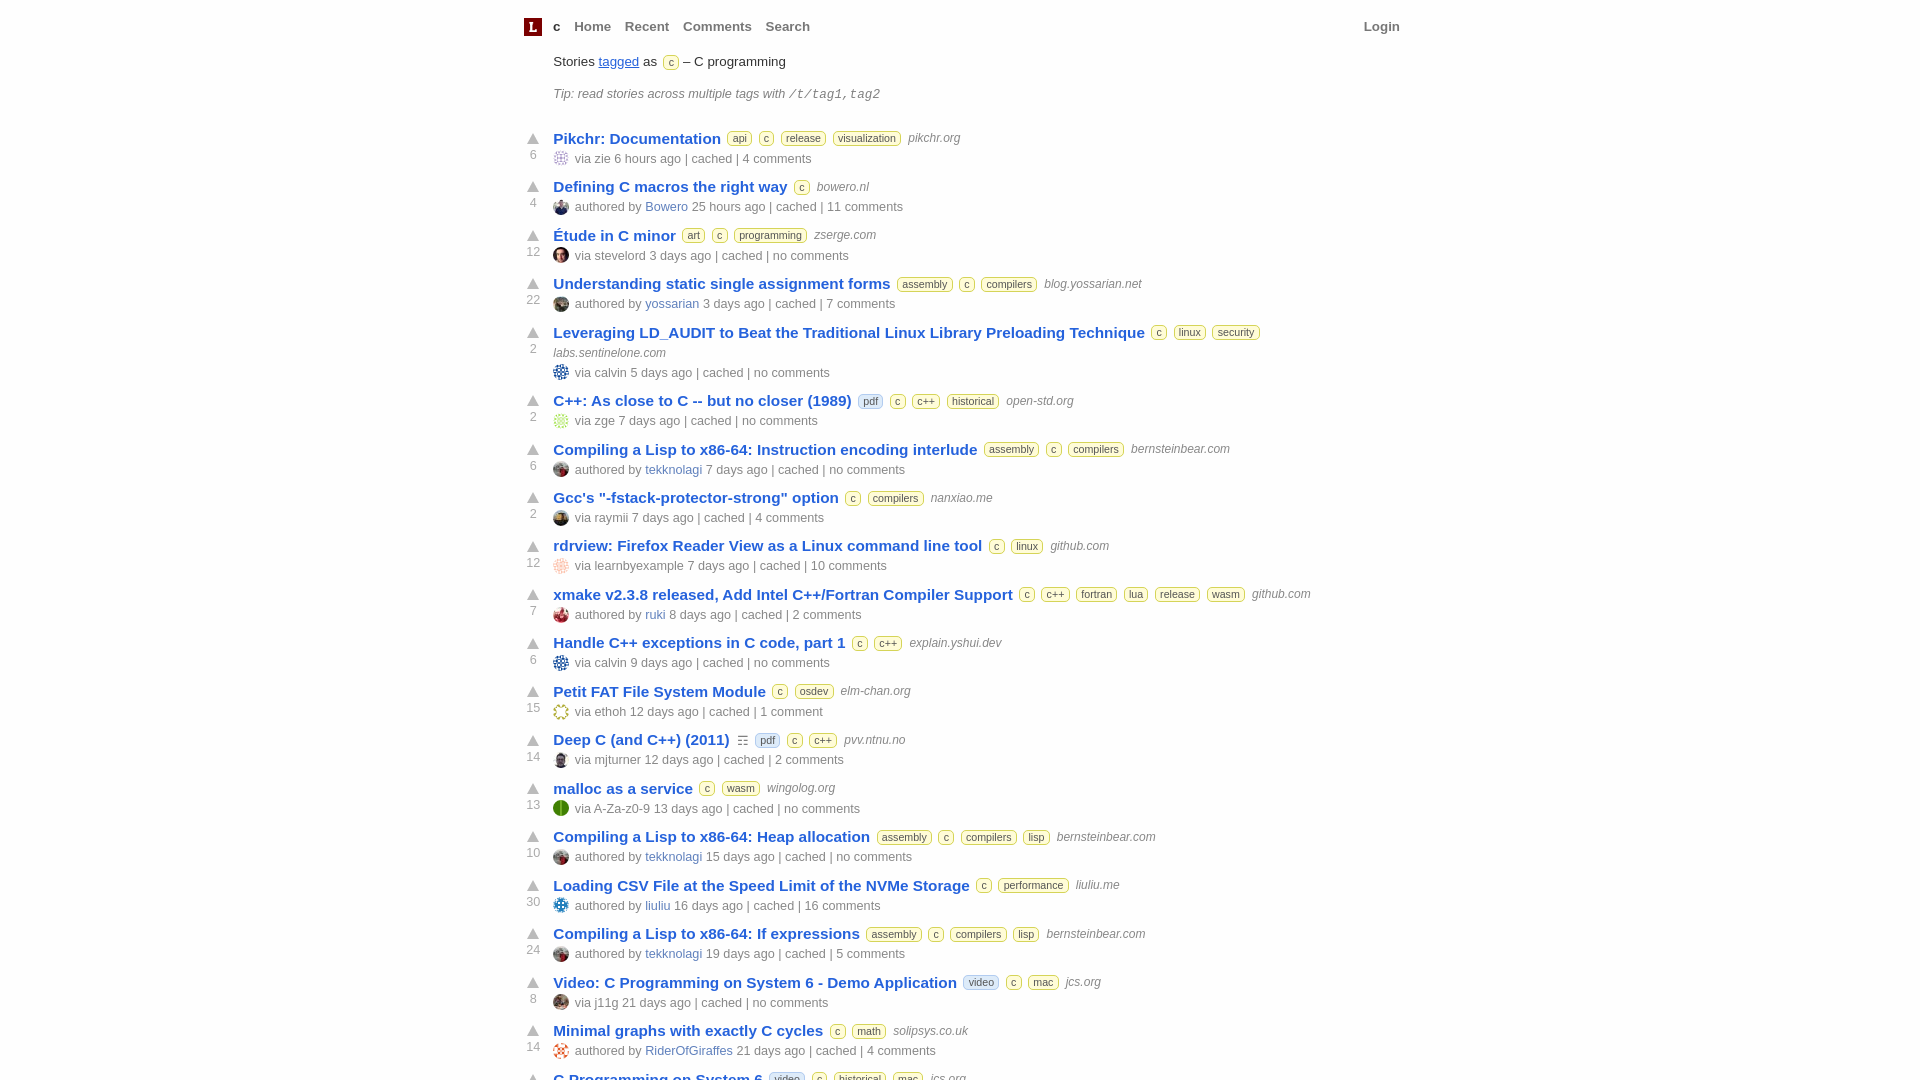 L c Home Recent Comments Search Login
Stories tagged as c – C programming
Tip: read stories across multiple tags with /t/tag1,tag2
Pikchr: Documentation api c release visualization pikchr.org
6 via zie 6 hours ago | cached | 4 comments
Defining C macros the right way c bowero.nl
4 authored by Bowero 25 hours ago | cached | 11 comments
Étude in C minor art c programming zserge.com
12 via stevelord 3 days ago | cached | no comments
Understanding static single assignment forms assembly c compilers blog.yossarian.net
22 authored by yossarian 3 days ago | cached | 7 comments
Leveraging LD_AUDIT to Beat the Traditional Linux Library Preloading Technique c linux security
2 labs.sentinelone.com
via calvin 5 days ago | cached | no comments
C++: As close to C -- but no closer (1989) pdf c c++ historical open-std.org
2 via zge 7 days ago | cached | no comments
Compiling a Lisp to x86-64: Instruction encoding interlude assembly c compilers bernsteinbear.com
6 authored by tekknolagi 7 days ago | cached | no comments
Gcc's "-fstack-protector-strong" option c compilers nanxiao.me
2 via raymii 7 days ago | cached | 4 comments
rdrview: Firefox Reader View as a Linux command line tool c linux github.com
12 via learnbyexample 7 days ago | cached | 10 comments
xmake v2.3.8 released, Add Intel C++/Fortran Compiler Support c c++ fortran lua release wasm github.com
7 authored by ruki 8 days ago | cached | 2 comments
Handle C++ exceptions in C code, part 1 c c++ explain.yshui.dev
6 via calvin 9 days ago | cached | no comments
Petit FAT File System Module c osdev elm-chan.org
15 via ethoh 12 days ago | cached | 1 comment
Deep C (and C++) (2011) ☶ pdf c c++ pvv.ntnu.no
14 via mjturner 12 days ago | cached | 2 comments
malloc as a service c wasm wingolog.org
13 via A-Za-z0-9 13 days ago | cached | no comments
Compiling a Lisp to x86-64: Heap allocation assembly c compilers lisp bernsteinbear.com
10 authored by tekknolagi 15 days ago | cached | no comments
Loading CSV File at the Speed Limit of the NVMe Storage c performance liuliu.me
30 authored by liuliu 16 days ago | cached | 16 comments
Compiling a Lisp to x86-64: If expressions assembly c compilers lisp bernsteinbear.com
24 authored by tekknolagi 19 days ago | cached | 5 comments
Video: C Programming on System 6 - Demo Application video c mac jcs.org
8 via j11g 21 days ago | cached | no comments
Minimal graphs with exactly C cycles c math solipsys.co.uk
14 authored by RiderOfGiraffes 21 days ago | cached | 4 comments
C Programming on System 6 video c historical mac jcs.org